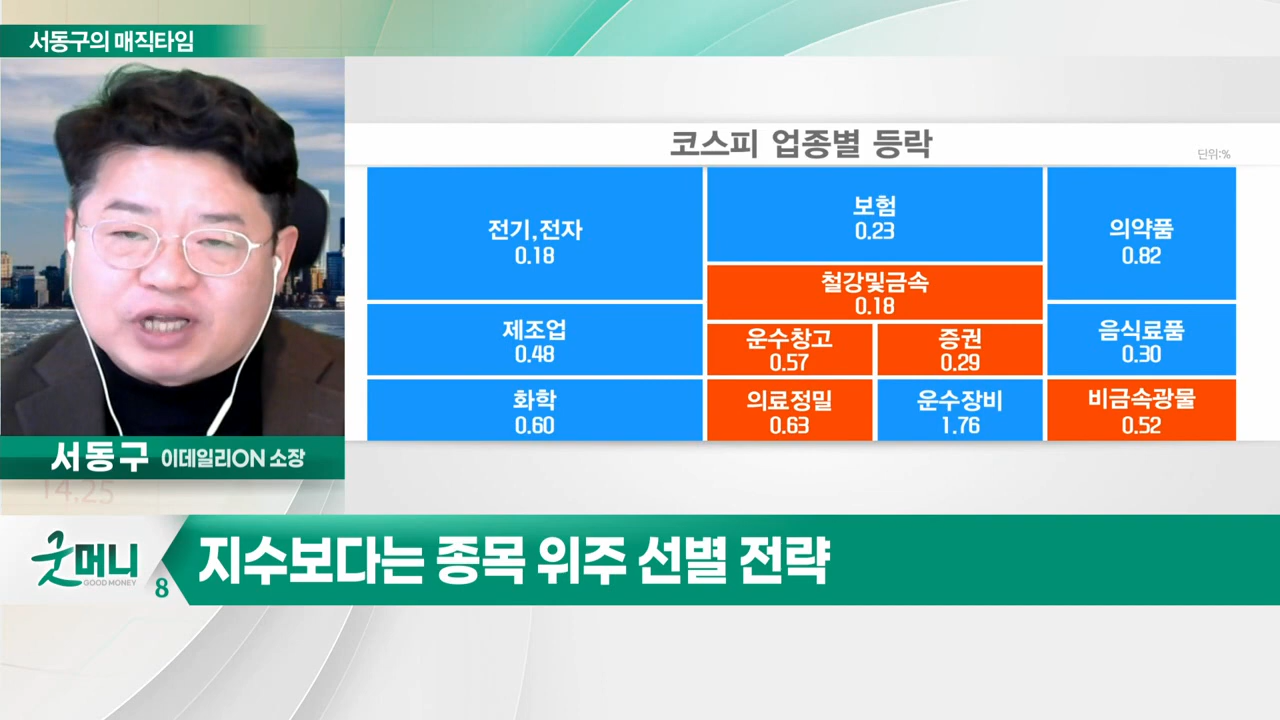 서동구의 매직타임
코스피 업종별 등락
단위:%
전기,전자
0.18
보험
0.23
의약품
0.82
철강및금속
0.18
제조업
0.48
운수창고
0.57
증권
0.29
음식료품
0.30
화학
0.60
의료정밀
0.63
운수장비
1.76
비금속광물
0.52
서동구 이데일리ON 소장
14,25
굿머니
GOOD MONEY
8
지수보다는 종목 위주 선별 전략